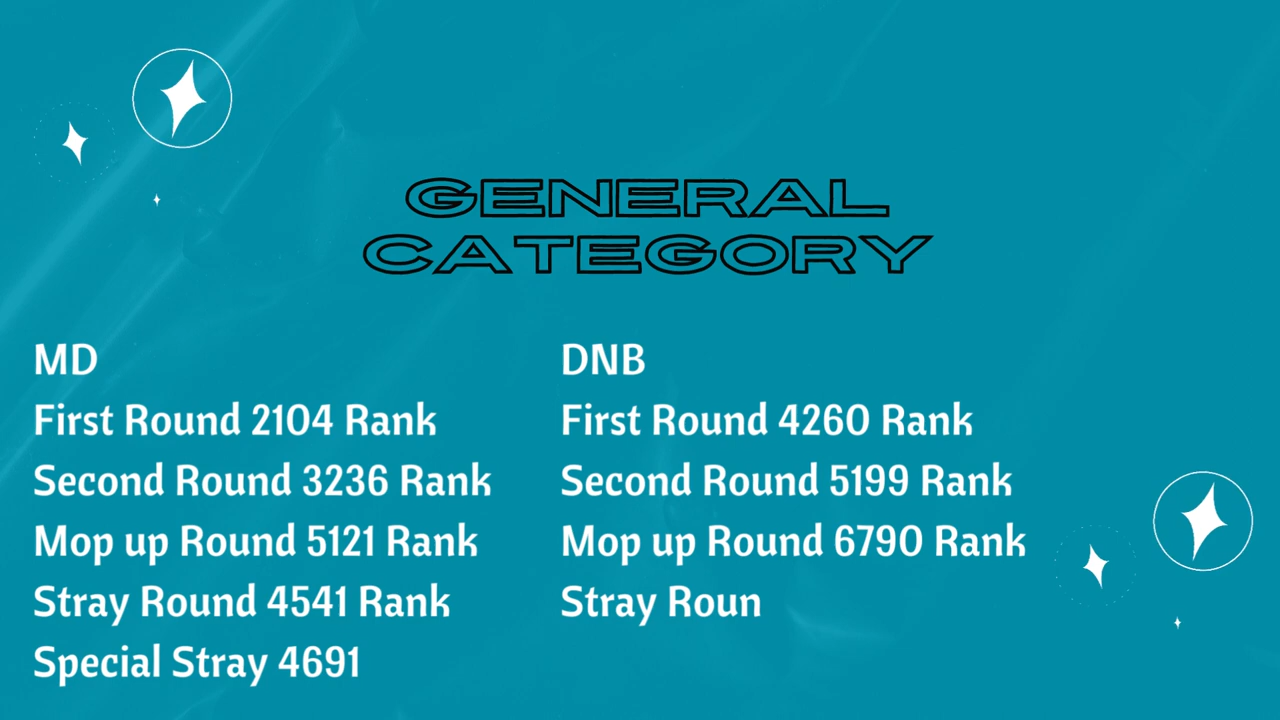 GENERAL
CATEGORY
MD
First Round 2104 Rank
Second Round 3236 Rank
Mop up Round 5121 Rank
Stray Round 4541 Rank
Special Stray 4691
DNB
First Round 4260 Rank
Second Round 5199 Rank
Mop up Round 6790 Rank
Stray Roun